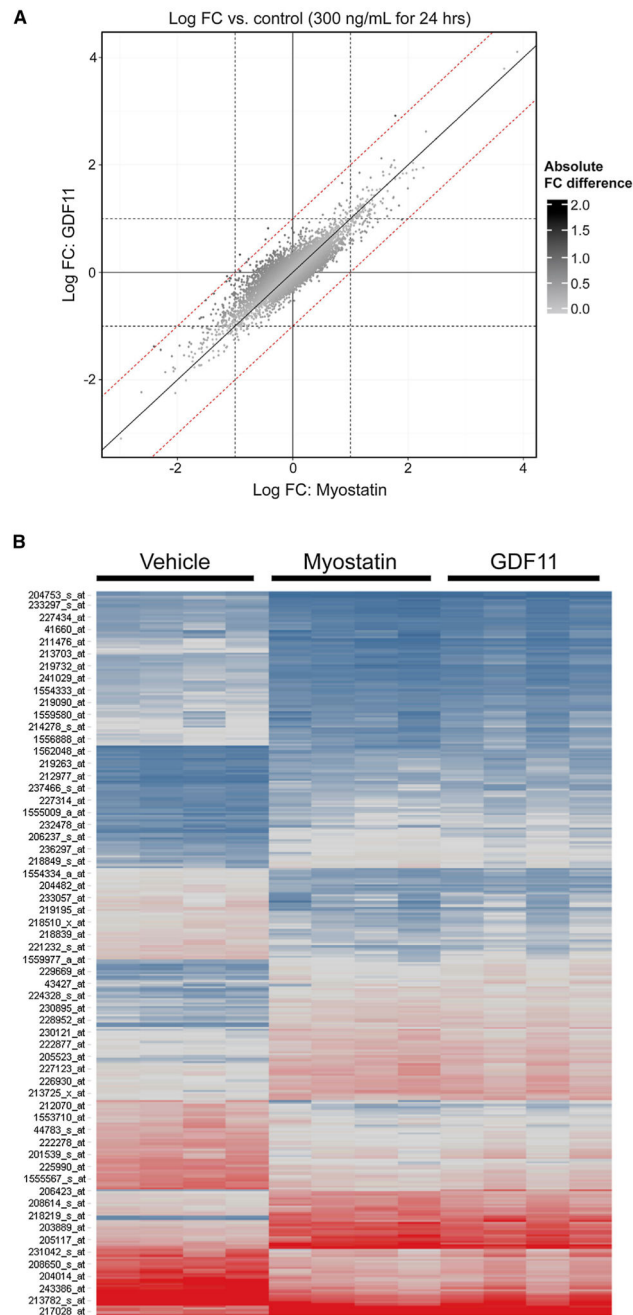 A
Log FC vs. control (300 ng/mL for 24 hrs)
4
2
0
-2
Log FC: GDF11
-2
0
2
4
Log FC: Myostatin
Absolute
FC difference
2.0
1.5
1.0
0.5
0.0
B
Vehicle
Myostatin
GDF11
204753_s_at
233297_s_at
227434_at
41660_at
211476_at
213703_at
219732_at
241029_at
1554333_at
219090_at
1559580_at
214278_s_at
1556888_at
1562048_at
219263_at
212977_at
237466_s_at
227314_at
1555009_a_at
232478_at
206237_s_at
236297_at
218849_s_at
1554334_a_at
204482_at
233057_at
219195_at
218510_x_at
218839_at
221232_s_at
1559977_a_at
229669_at
43427_at
224328_s_at
230895_at
228952_at
230121_at
222877_at
205523_at
227123_at
226930_at
213725_x_at
212070_at
1553710_at
44783_s_at
222278_at
201539_s_at
225990_at
1555567_s_at
206423_at
208614_s_at
218219_s_at
203889_at
205117_at
231042_s_at
208650_s_at
204014_at
243386_at
213782_s_at
217028_at